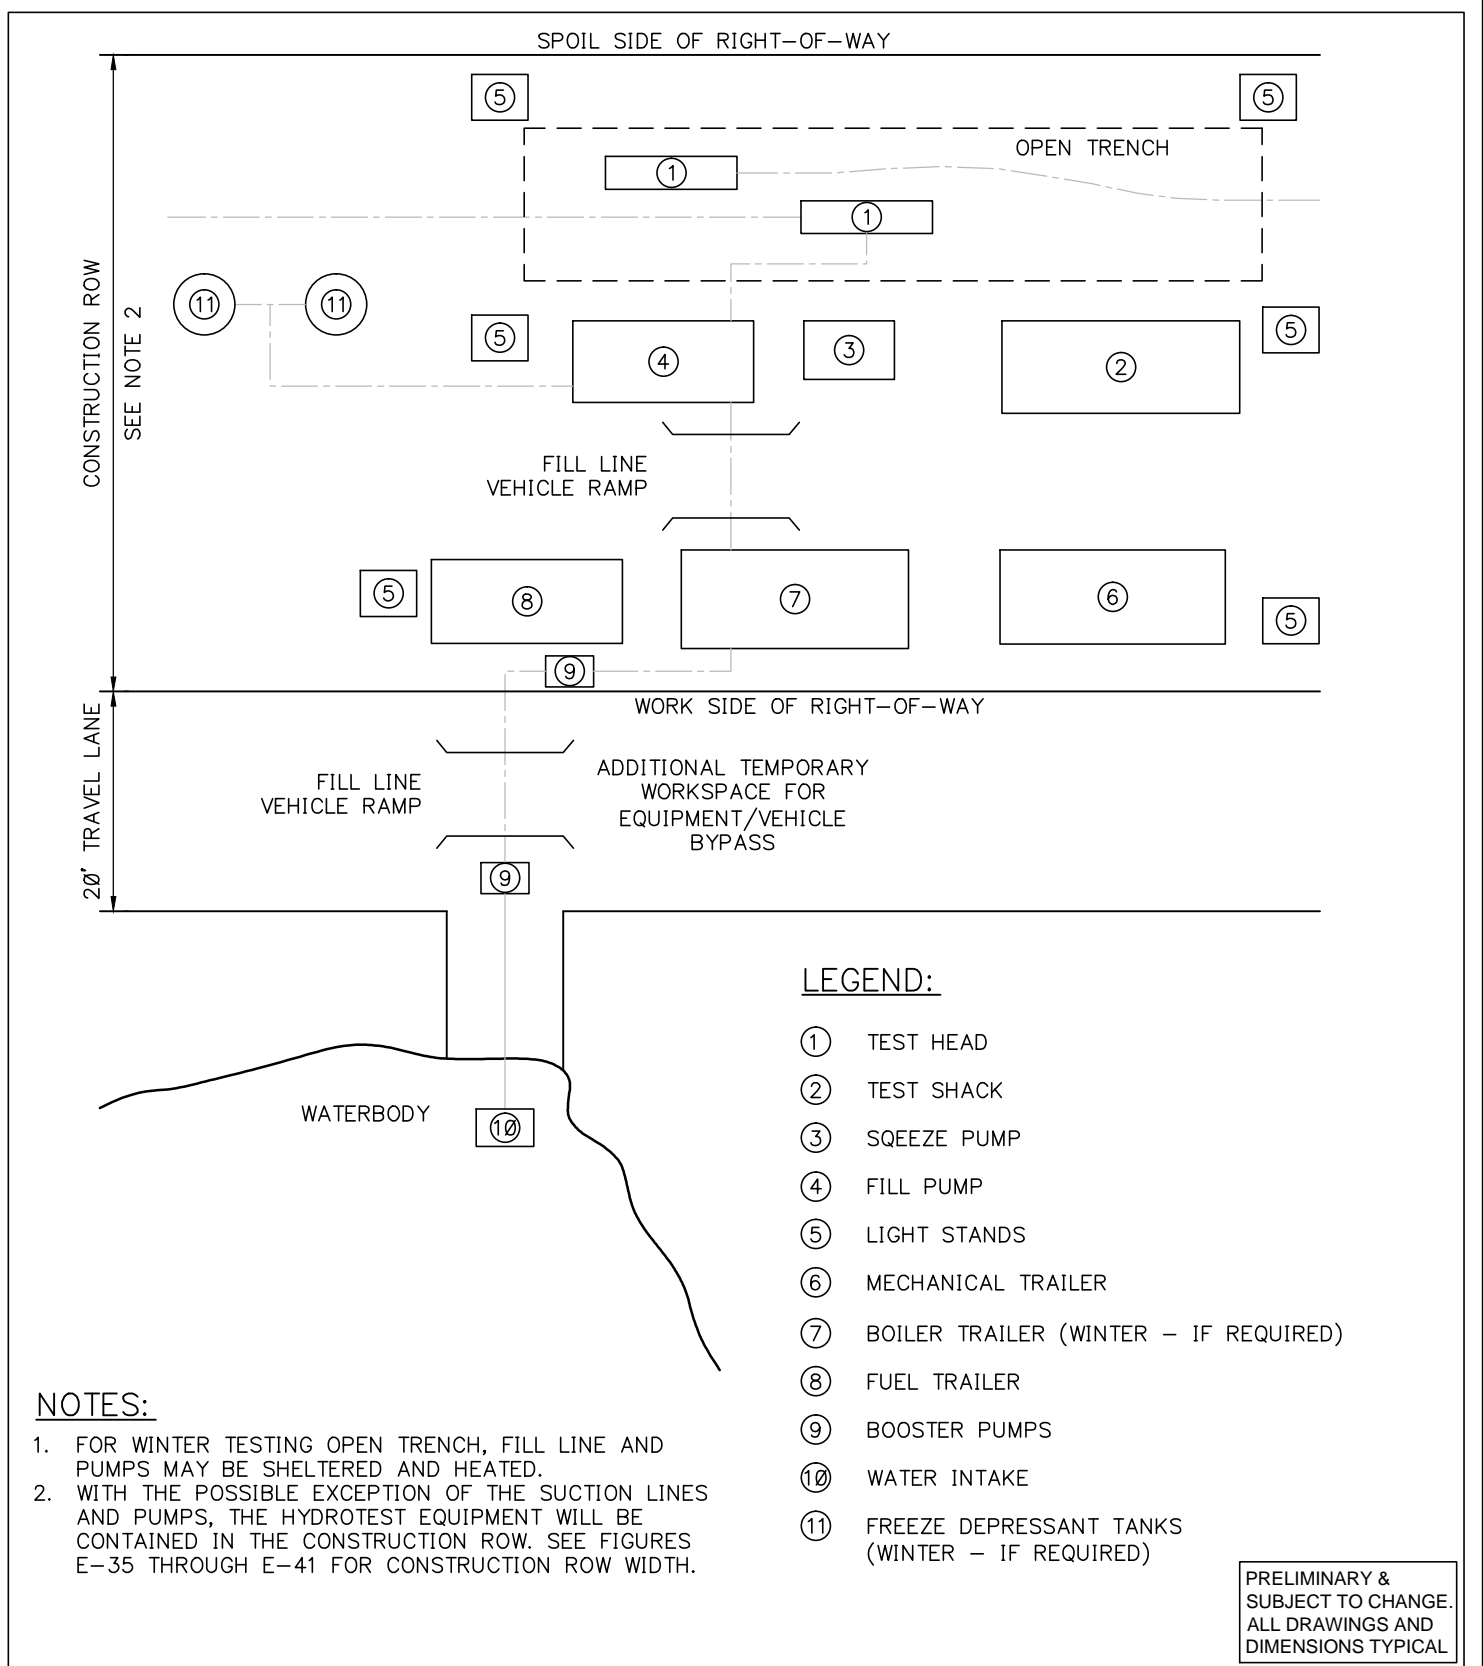 SPOIL SIDE OF RIGHT-OF-WAY
5
5
OPEN TRENCH
1
1
CONSTRUCTION ROW
SEE NOTE 2
11
11
5
4
3
2
5
FILL LINE
VEHICLE RAMP
5
8
7
6
5
9
WORK SIDE OF RIGHT-OF-WAY
20' TRAVEL LANE
FILL LINE
VEHICLE RAMP
ADDITIONAL TEMPORARY
WORKSPACE FOR
EQUIPMENT/VEHICLE
BYPASS
9
WATERBODY
10
LEGEND:
1 TEST HEAD
2 TEST SHACK
3 SQEEZE PUMP
4 FILL PUMP
5 LIGHT STANDS
6 MECHANICAL TRAILER
7 BOILER TRAILER (WINTER – IF REQUIRED)
8 FUEL TRAILER
9 BOOSTER PUMPS
10 WATER INTAKE
11 FREEZE DEPRESSANT TANKS
(WINTER – IF REQUIRED)
NOTES:
1. FOR WINTER TESTING OPEN TRENCH, FILL LINE AND
PUMPS MAY BE SHELTERED AND HEATED.
2. WITH THE POSSIBLE EXCEPTION OF THE SUCTION LINES
AND PUMPS, THE HYDROTEST EQUIPMENT WILL BE
CONTAINED IN THE CONSTRUCTION ROW. SEE FIGURES
E-35 THROUGH E-41 FOR CONSTRUCTION ROW WIDTH.
PRELIMINARY &
SUBJECT TO CHANGE.
ALL DRAWINGS AND
DIMENSIONS TYPICAL